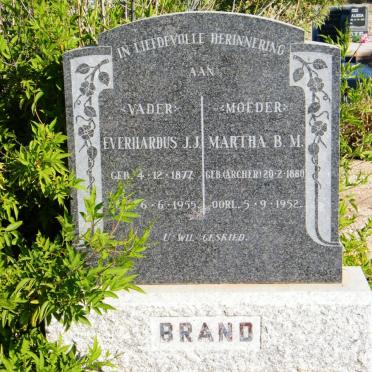 IN LIEFDEVOLLE HERINNERING
AAN
VADER
EVERHARDUS J.J.
GEB. 4-12-1877
6-6-1955
MOEDER
MARTHA B. M.
GEB (ARCHER) 20-2-1880
OORL. 5-9-1952.
U WIL GESKIED.
BRAND